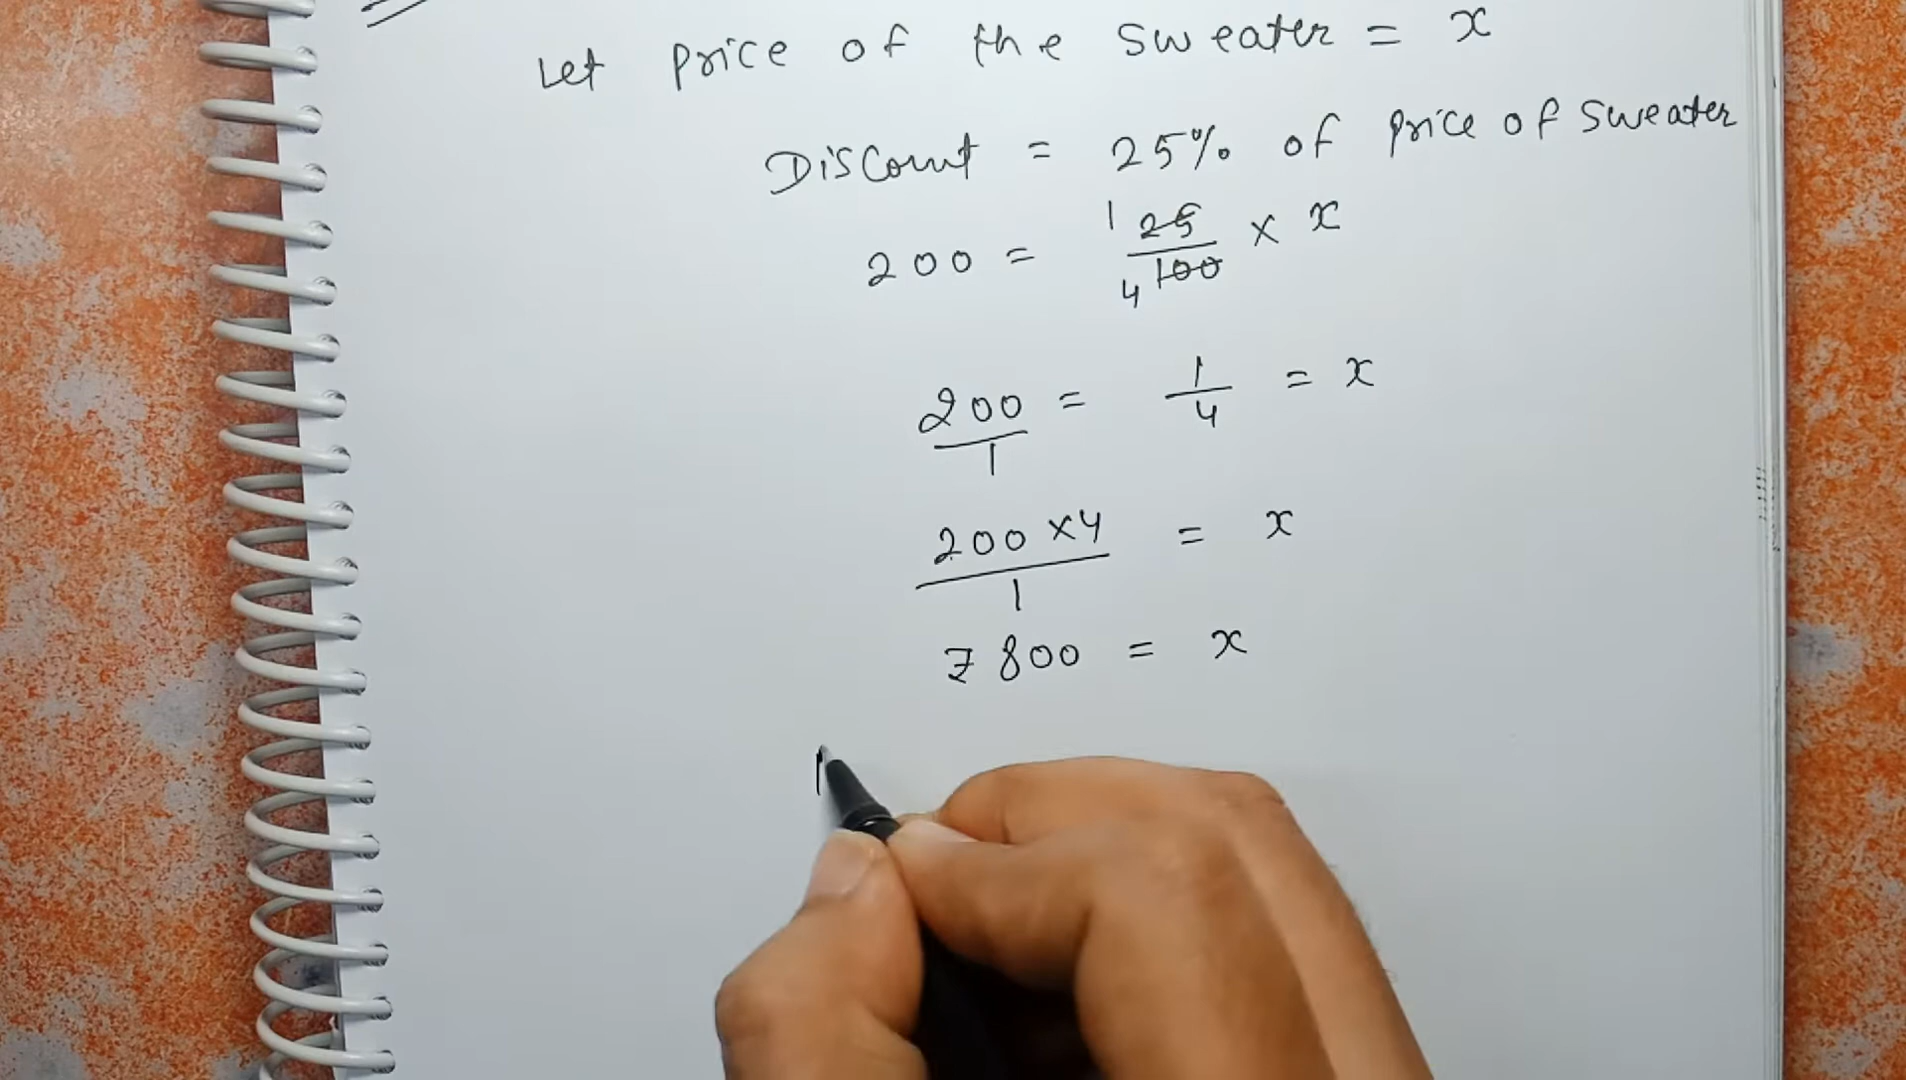 Let price of the sweater = x
Discount = 25% of price of sweater
200 = 1 25/4 100 × x
200/1 = 1/4 = x
200 × 4/1 = x
₹ 800 = x